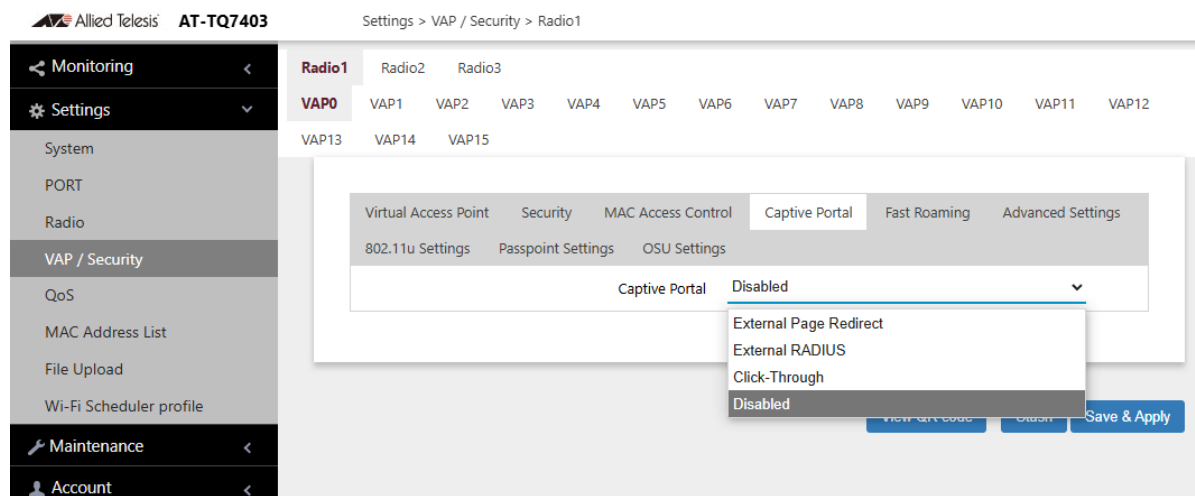 Allied Telesis AT-TQ7403 Settings > VAP / Security > Radio1
Monitoring
Settings
System
PORT
Radio
VAP / Security
QoS
MAC Address List
File Upload
Wi-Fi Scheduler profile
Maintenance
Account
Radio1 Radio2 Radio3
VAP0 VAP1 VAP2 VAP3 VAP4 VAP5 VAP6 VAP7 VAP8 VAP9 VAP10 VAP11 VAP12
VAP13 VAP14 VAP15
Virtual Access Point Security MAC Access Control Captive Portal Fast Roaming Advanced Settings
802.11u Settings Passpoint Settings OSU Settings
Captive Portal Disabled
External Page Redirect
External RADIUS
Click-Through
Disabled
View QR code Stash Save & Apply